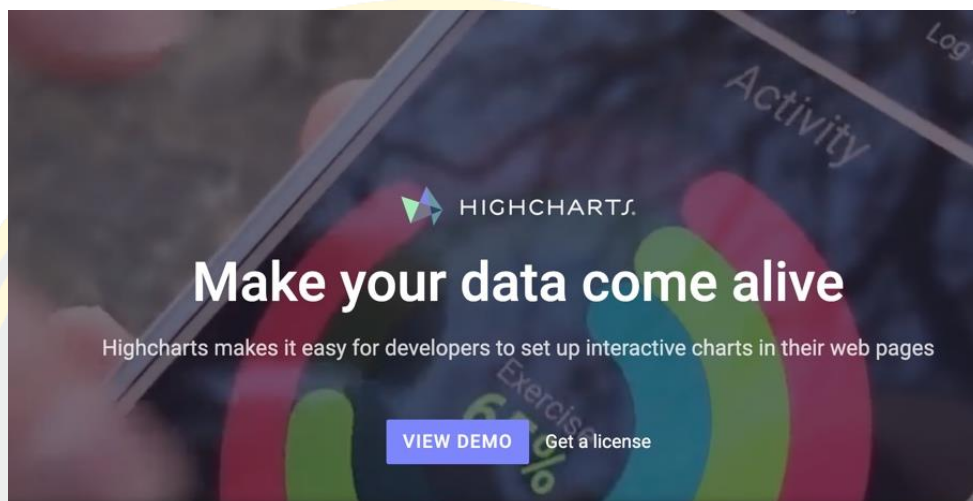 Log
Activity
HIGHCHARTS.
Make your data come alive
Highcharts makes it easy for developers to set up interactive charts in their web pages
Exercise
VIEW DEMO Get a license